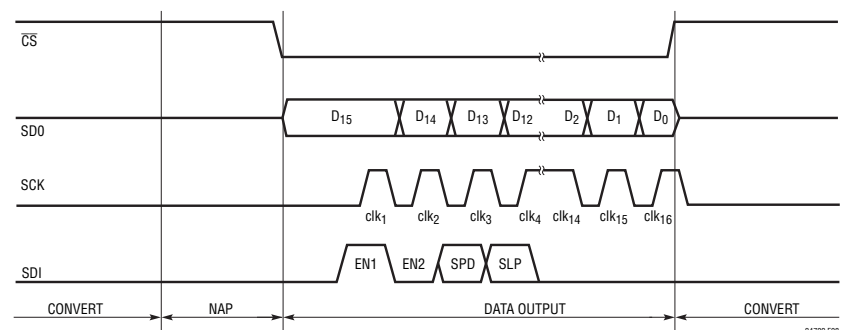 CS
D15 D14 D13 D12 D2 D1 D0
SD0
SCK
clk1 clk2 clk3 clk4 clk14 clk15 clk16
EN1 EN2 SPD SLP
SDI
CONVERT NAP DATA OUTPUT CONVERT